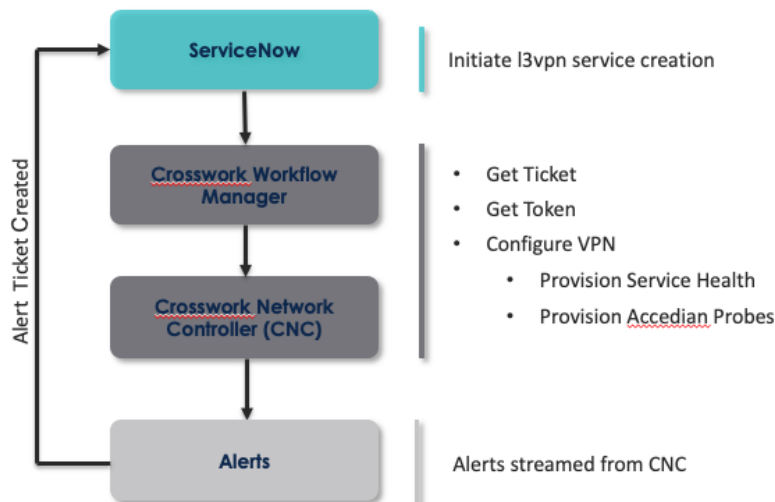 ServiceNow
Initiate l3vpn service creation
Crosswork Workflow
Manager
• Get Ticket
• Get Token
• Configure VPN
• Provision Service Health
• Provision Accedian Probes
Crosswork Network
Controller (CNC)
Alert Ticket Created
Alerts
Alerts streamed from CNC